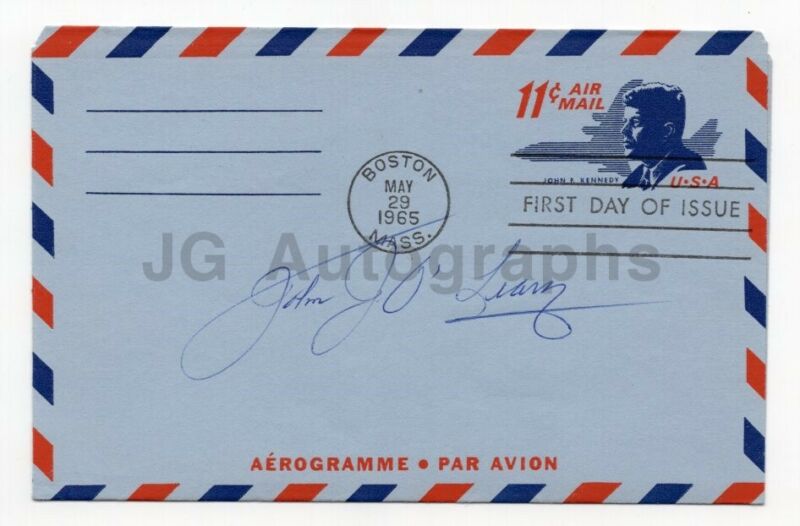 11¢ AIR MAIL
JOHN F. KENNEDY
U•S•A
BOSTON
MAY
29
1965
MASS.
FIRST DAY OF ISSUE
JG Autographs
John J O'Leary
AÉROGRAMME • PAR AVION